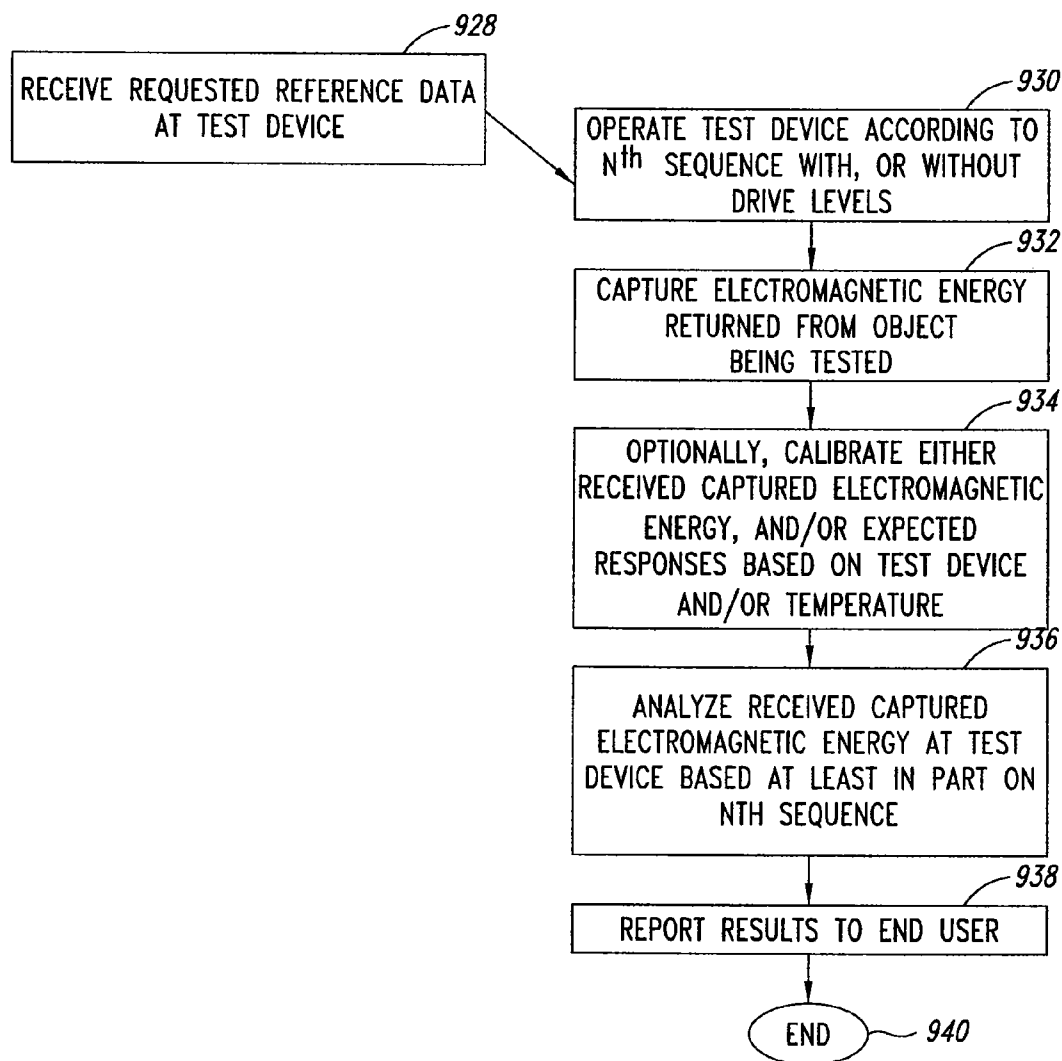 928
RECEIVE REQUESTED REFERENCE DATA
AT TEST DEVICE
930
OPERATE TEST DEVICE ACCORDING TO
Nth SEQUENCE WITH, OR WITHOUT
DRIVE LEVELS
932
CAPTURE ELECTROMAGNETIC ENERGY
RETURNED FROM OBJECT
BEING TESTED
934
OPTIONALLY, CALIBRATE EITHER
RECEIVED CAPTURED ELECTROMAGNETIC
ENERGY, AND/OR EXPECTED
RESPONSES BASED ON TEST DEVICE
AND/OR TEMPERATURE
936
ANALYZE RECEIVED CAPTURED
ELECTROMAGNETIC ENERGY AT TEST
DEVICE BASED AT LEAST IN PART ON
NTH SEQUENCE
938
REPORT RESULTS TO END USER
END
940